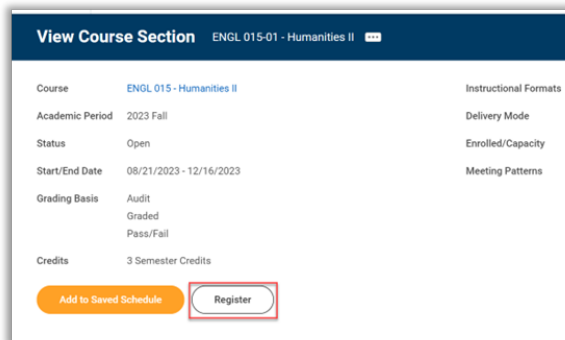 View Course Section ENGL 015-01 - Humanities II
Course ENGL 015 - Humanities II
Academic Period 2023 Fall
Status Open
Start/End Date 08/21/2023 - 12/16/2023
Grading Basis Audit
Graded
Pass/Fail
Credits 3 Semester Credits
Instructional Formats
Delivery Mode
Enrolled/Capacity
Meeting Patterns
Add to Saved Schedule Register